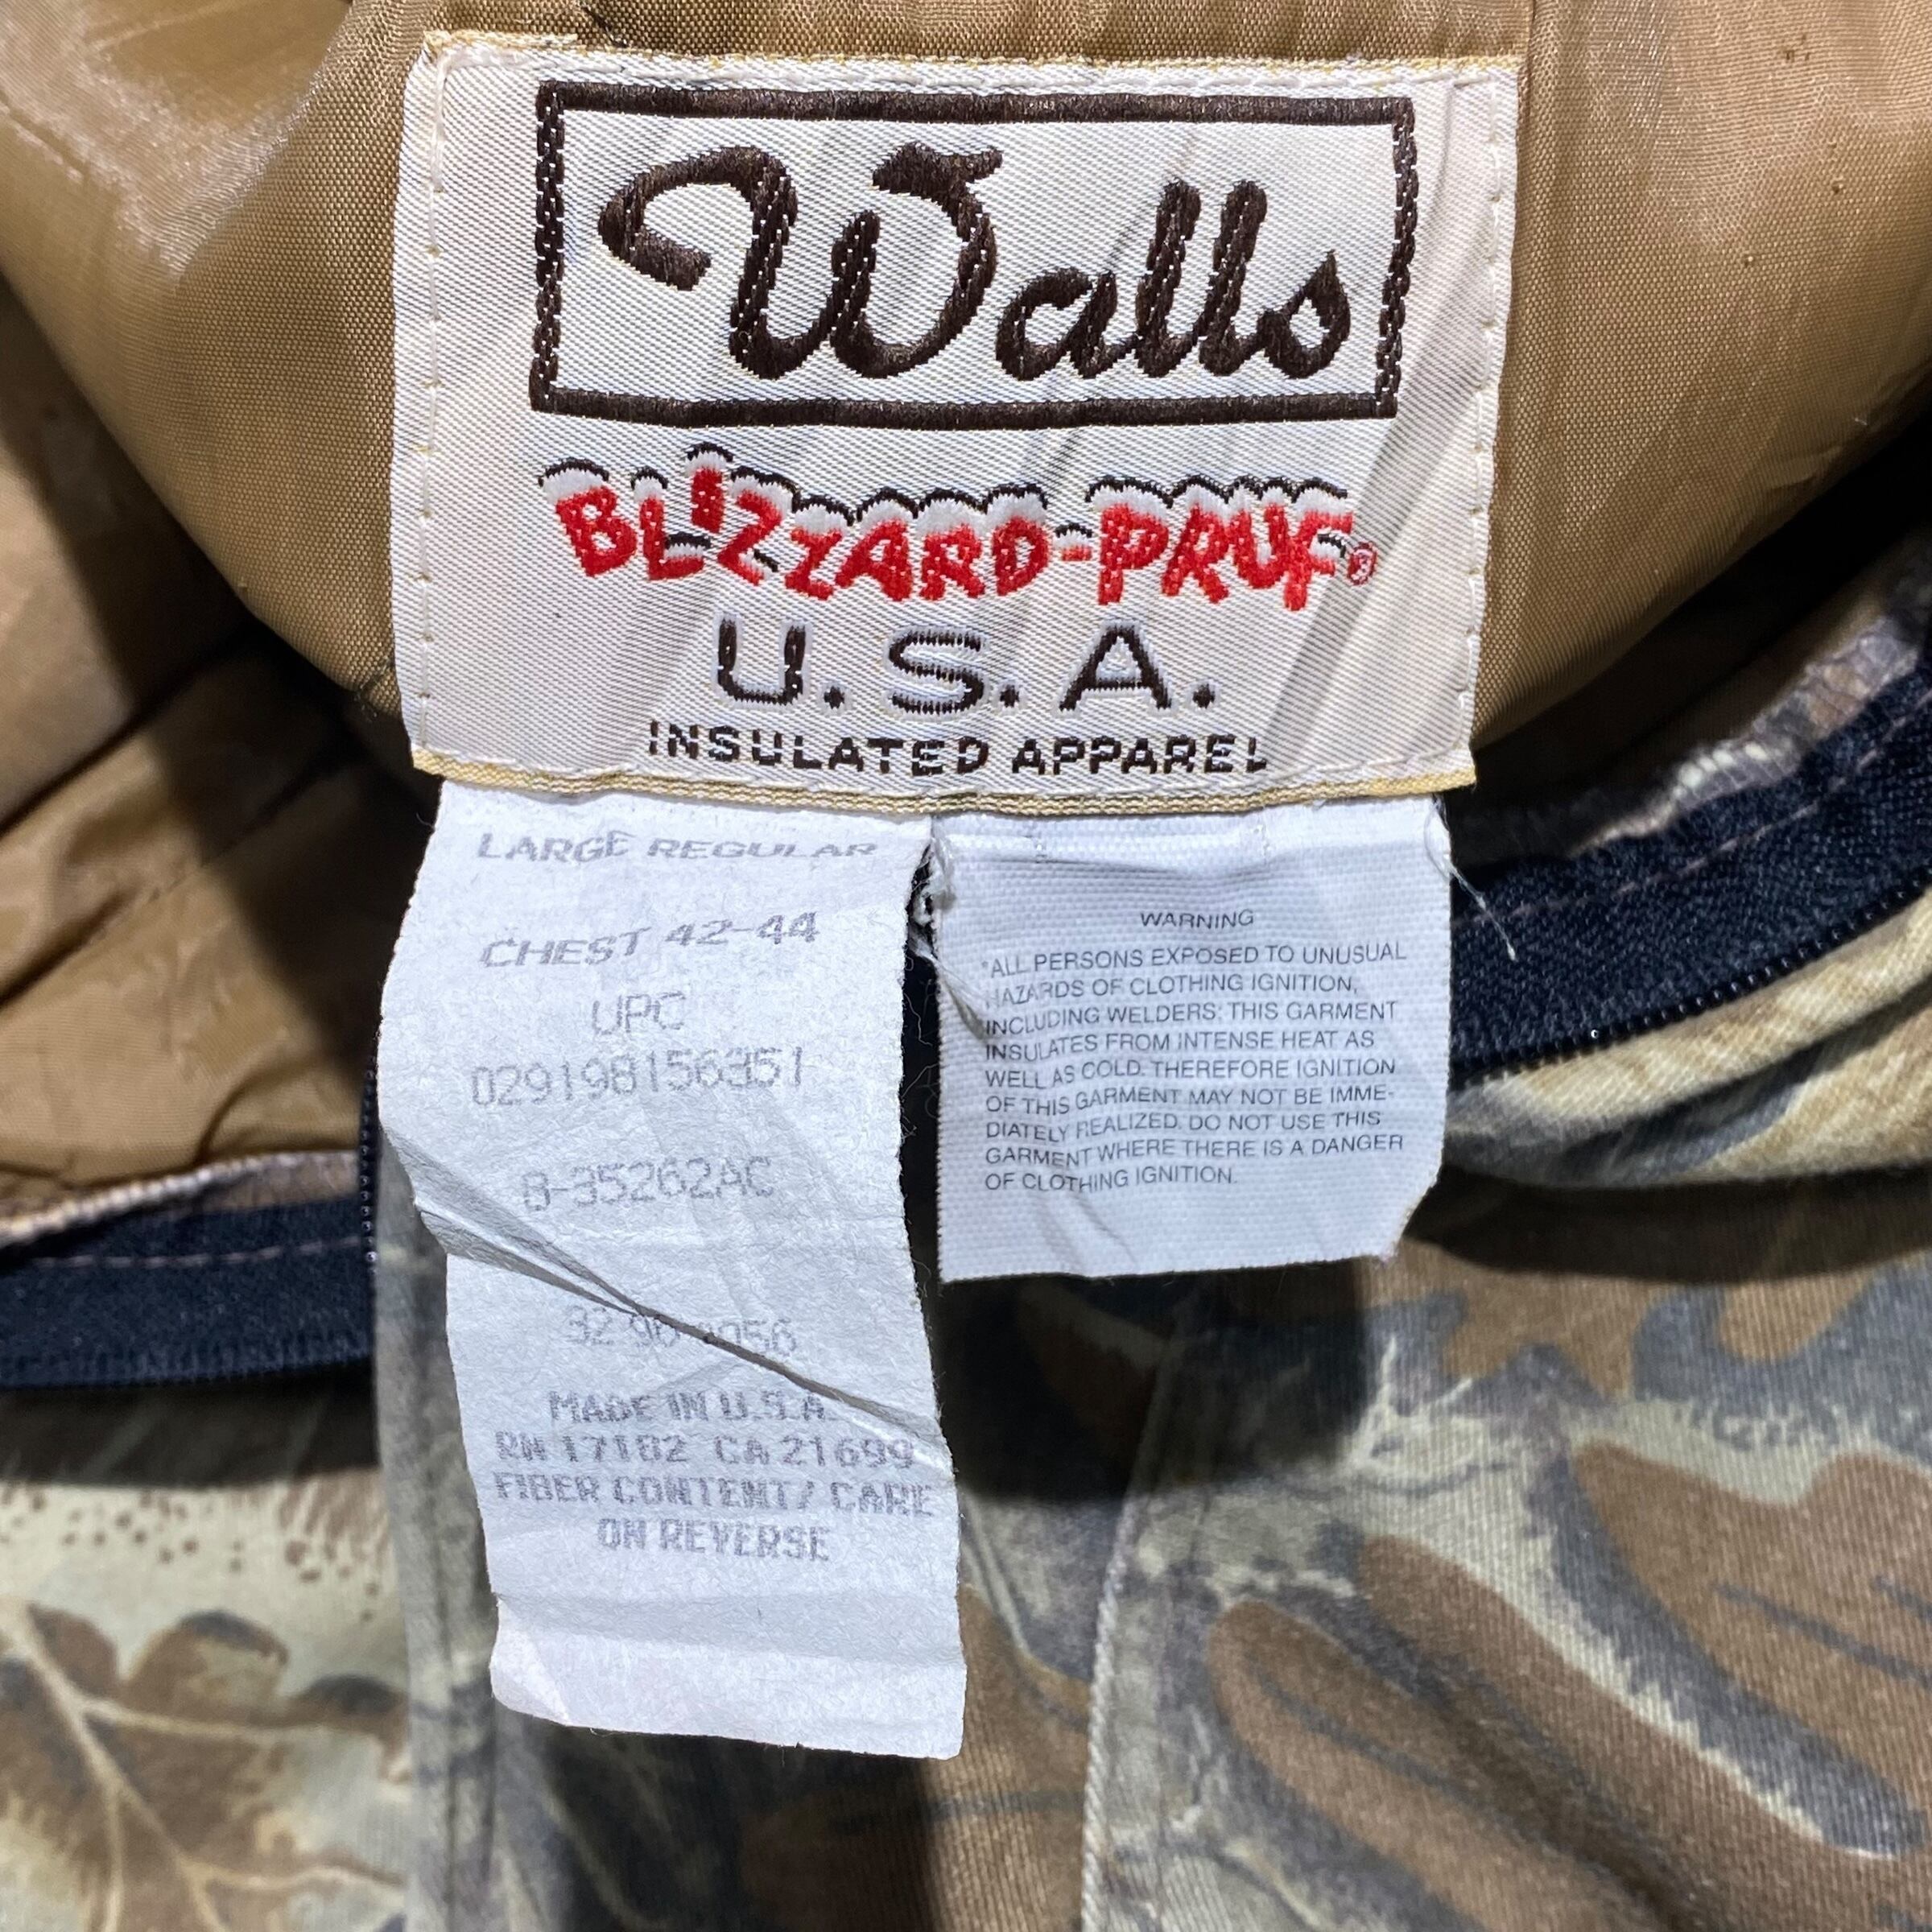 Walls
BLIZZARD-PRUF®
U.S.A.
INSULATED APPAREL
LARGE REGULAR
CHEST 42-44
UPC
029198156351
B-35262AC
32
MADE IN U.S.A.
RN 17182 CA 21699
FIBER CONTENT/ CARE
ON REVERSE
WARNING
*ALL PERSONS EXPOSED TO UNUSUAL
HAZARDS OF CLOTHING IGNITION,
INCLUDING WELDERS: THIS GARMENT
INSULATES FROM INTENSE HEAT AS
WELL AS COLD. THEREFORE IGNITION
OF THIS GARMENT MAY NOT BE IMME-
DIATELY REALIZED. DO NOT USE THIS
GARMENT WHERE THERE IS A DANGER
OF CLOTHING IGNITION.